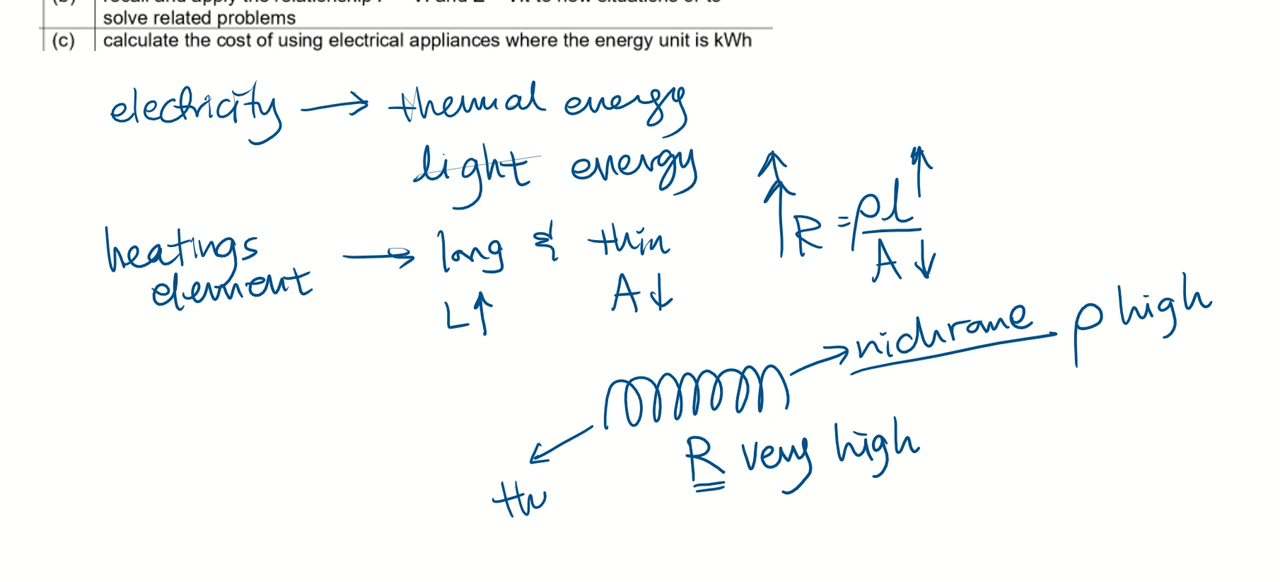 solve related problems
(c) calculate the cost of using electrical appliances where the energy unit is kWh
electricity → thermal energy
light energy
heatings element → long & thin
L↑ A↓
↑R = ρl↑
A↓
→ nichrome ρ high
R very high